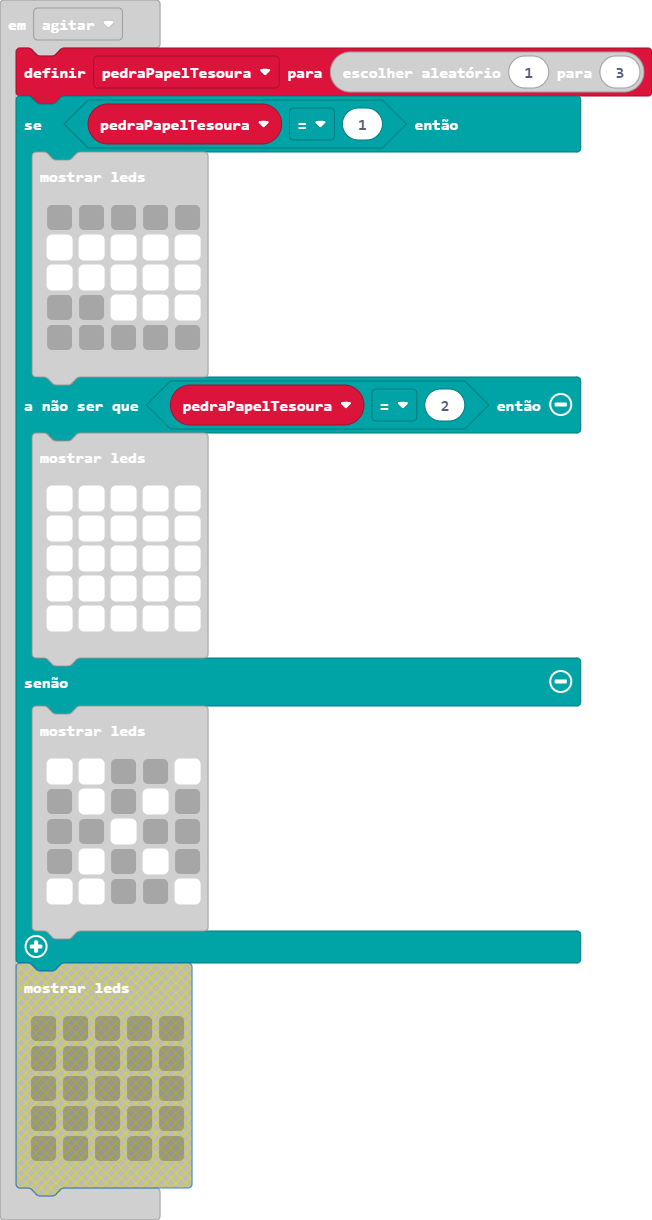 em agitar
definir pedraPapelTesoura para escolher aleatório 1 para 3
se pedraPapelTesoura = 1 então
mostrar leds
a não ser que pedraPapelTesoura = 2 então
mostrar leds
senão
mostrar leds
mostrar leds